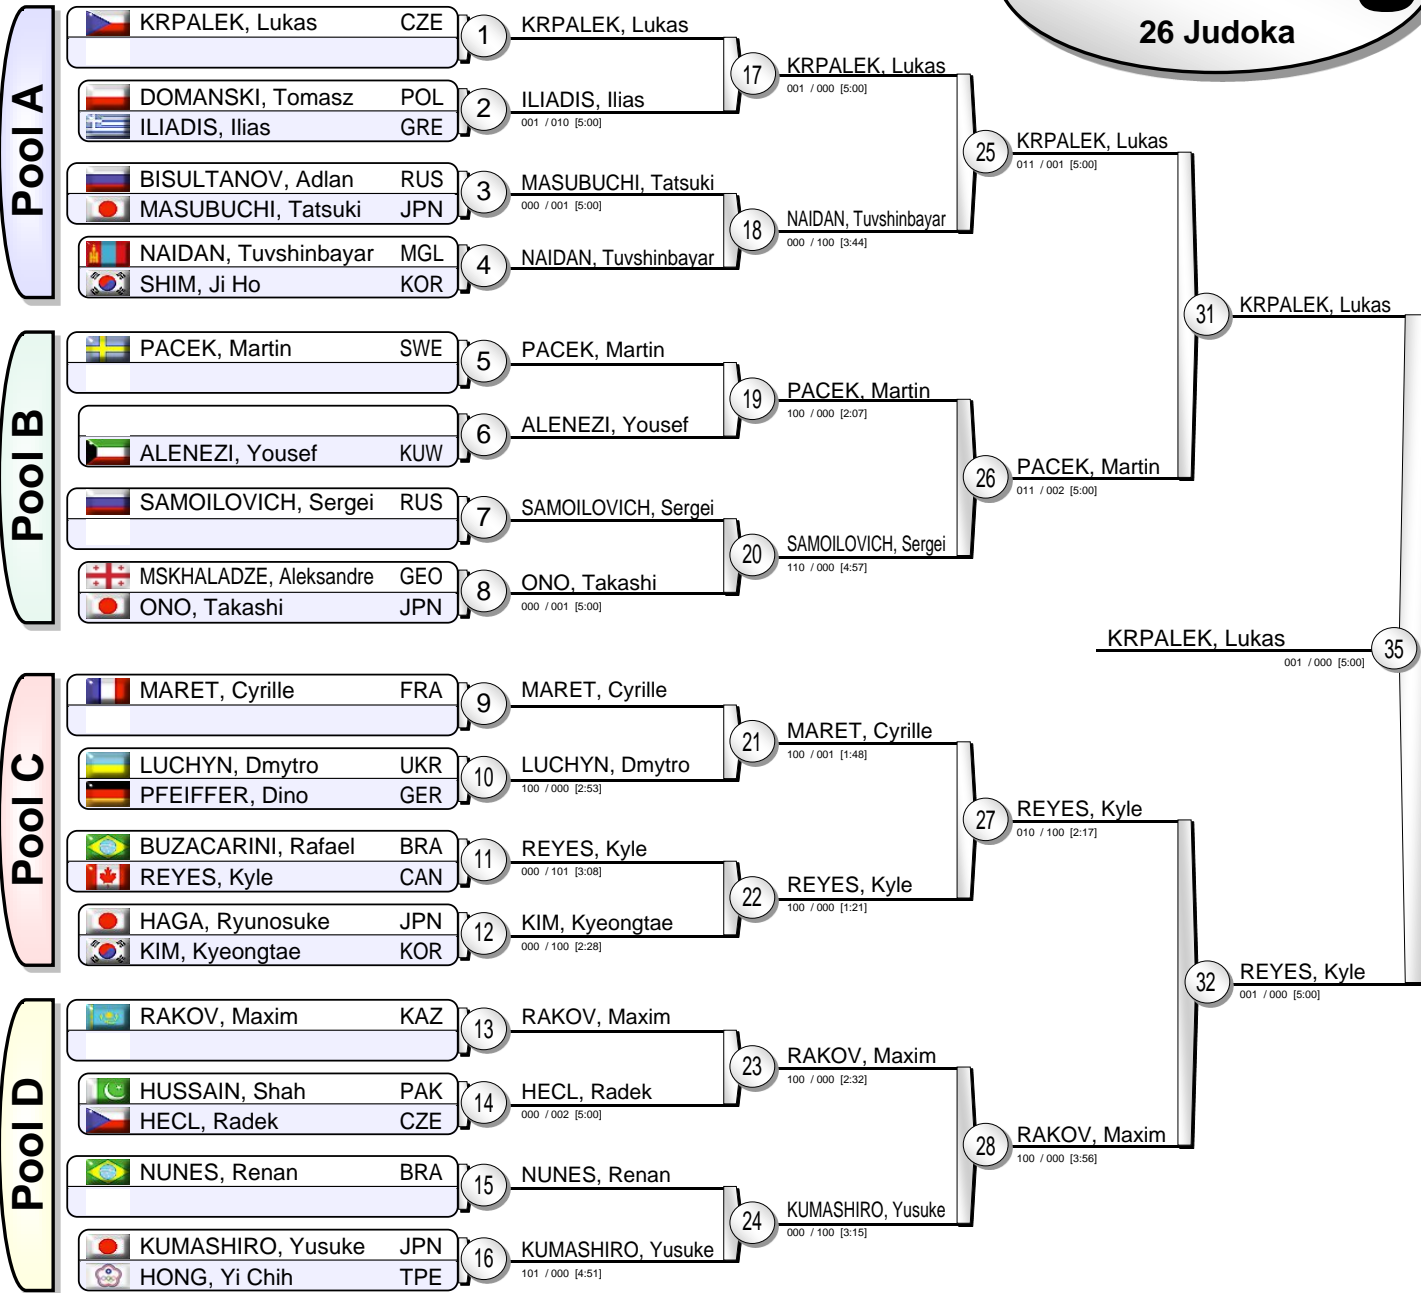 26 Judoka
Pool A
KRPALEK, Lukas CZE
1
KRPALEK, Lukas
DOMANSKI, Tomasz POL
ILIADIS, Ilias GRE
2
ILIADIS, Ilias
001 / 010 [5:00]
17
KRPALEK, Lukas
001 / 000 [5:00]
BISULTANOV, Adlan RUS
MASUBUCHI, Tatsuki JPN
3
MASUBUCHI, Tatsuki
000 / 001 [5:00]
NAIDAN, Tuvshinbayar MGL
SHIM, Ji Ho KOR
4
NAIDAN, Tuvshinbayar
18
NAIDAN, Tuvshinbayar
000 / 100 [3:44]
25
KRPALEK, Lukas
011 / 001 [5:00]
Pool B
PACEK, Martin SWE
5
PACEK, Martin
ALENEZI, Yousef KUW
6
ALENEZI, Yousef
19
PACEK, Martin
100 / 000 [2:07]
SAMOILOVICH, Sergei RUS
7
SAMOILOVICH, Sergei
MSKHALADZE, Aleksandre GEO
ONO, Takashi JPN
8
ONO, Takashi
000 / 001 [5:00]
20
SAMOILOVICH, Sergei
110 / 000 [4:57]
26
PACEK, Martin
011 / 002 [5:00]
31
KRPALEK, Lukas
Pool C
MARET, Cyrille FRA
9
MARET, Cyrille
LUCHYN, Dmytro UKR
PFEIFFER, Dino GER
10
LUCHYN, Dmytro
100 / 000 [2:53]
21
MARET, Cyrille
100 / 001 [1:48]
BUZACARINI, Rafael BRA
REYES, Kyle CAN
11
REYES, Kyle
000 / 101 [3:08]
HAGA, Ryunosuke JPN
KIM, Kyeongtae KOR
12
KIM, Kyeongtae
000 / 100 [2:28]
22
REYES, Kyle
100 / 000 [1:21]
27
REYES, Kyle
010 / 100 [2:17]
Pool D
RAKOV, Maxim KAZ
13
RAKOV, Maxim
HUSSAIN, Shah PAK
HECL, Radek CZE
14
HECL, Radek
000 / 002 [5:00]
23
RAKOV, Maxim
100 / 000 [2:32]
NUNES, Renan BRA
15
NUNES, Renan
KUMASHIRO, Yusuke JPN
HONG, Yi Chih TPE
16
KUMASHIRO, Yusuke
101 / 000 [4:51]
24
KUMASHIRO, Yusuke
000 / 100 [3:15]
28
RAKOV, Maxim
100 / 000 [3:56]
32
REYES, Kyle
001 / 000 [5:00]
KRPALEK, Lukas
001 / 000 [5:00]
35